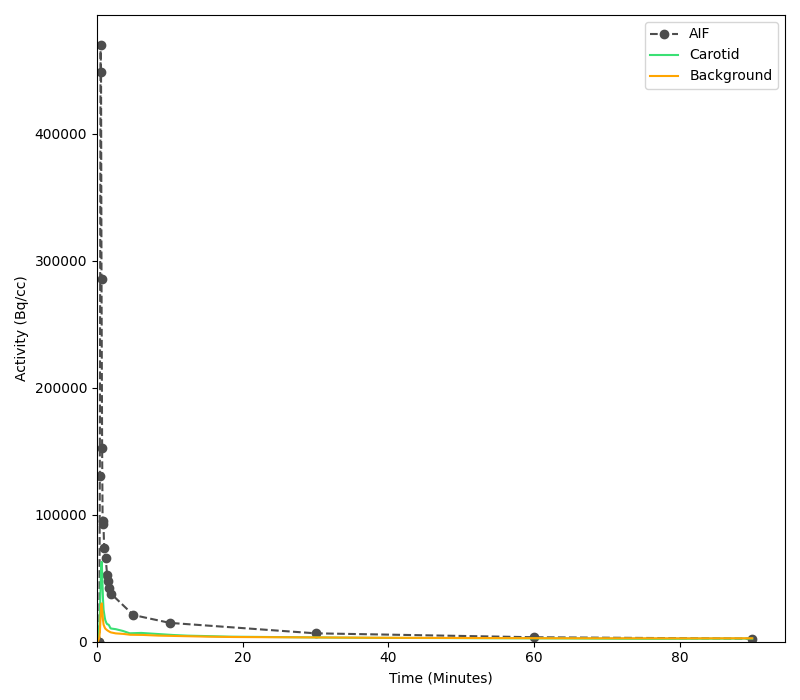 AIF
Carotid
Background
Activity (Bq/cc)
400000
300000
200000
100000
0
0 20 40 60 80
Time (Minutes)